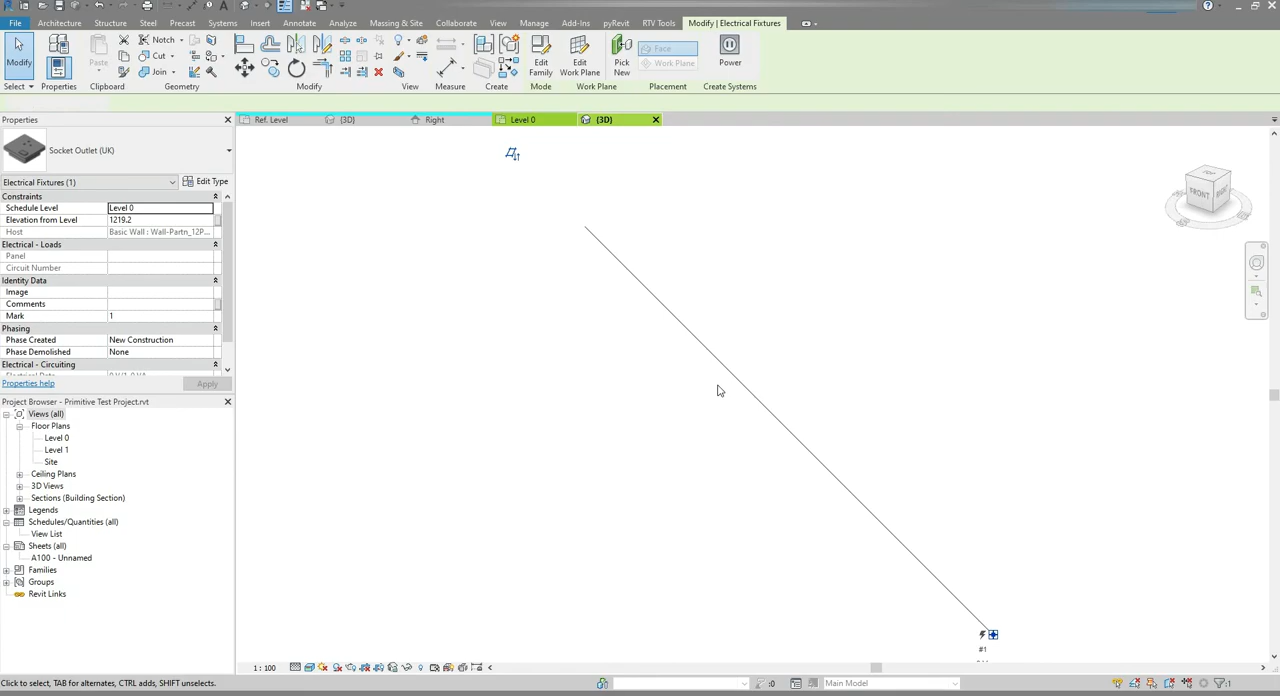 File Architecture Structure Steel Precast Systems Insert Annotate Analyze Massing & Site Collaborate View Manage Add-Ins pyRevit RTV Tools Modify | Electrical Fixtures
Modify
Properties
Paste
Notch
Cut
Join
Edit
Family
Edit
Work Plane
Pick
New
Face
Work Plane
Power
Select Properties Clipboard Geometry Modify View Measure Create Mode Work Plane Placement Create Systems
Properties
Ref. Level
(3D)
Right
Level 0
(3D)
Socket Outlet (UK)
Electrical Fixtures (1)
Edit Type
Constraints
Schedule Level Level 0
Elevation from Level 1219.2
Host Basic Wall : Wall-Partn_12P...
Electrical - Loads
Panel
Circuit Number
Identity Data
Image
Comments
Mark 1
Phasing
Phase Created New Construction
Phase Demolished None
Electrical - Circuiting
Properties help Apply
Project Browser - Primitive Test Project.rvt
Views (all)
Floor Plans
Level 0
Level 1
Site
Ceiling Plans
3D Views
Sections (Building Section)
Legends
Schedules/Quantities (all)
View List
Sheets (all)
A100 - Unnamed
Families
Groups
Revit Links
FRONT
#1
1 : 100
Click to select, TAB for alternates, CTRL adds, SHIFT unselects.
:0
Main Model
:1